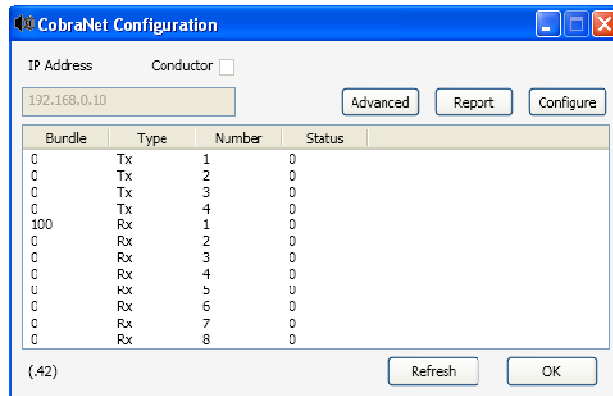 CobraNet Configuration
IP Address Conductor
192.168.0.10 Advanced Report Configure
Bundle Type Number Status
0 Tx 1 0
0 Tx 2 0
0 Tx 3 0
0 Tx 4 0
100 Rx 1 0
0 Rx 2 0
0 Rx 3 0
0 Rx 4 0
0 Rx 5 0
0 Rx 6 0
0 Rx 7 0
0 Rx 8 0
(.42) Refresh OK